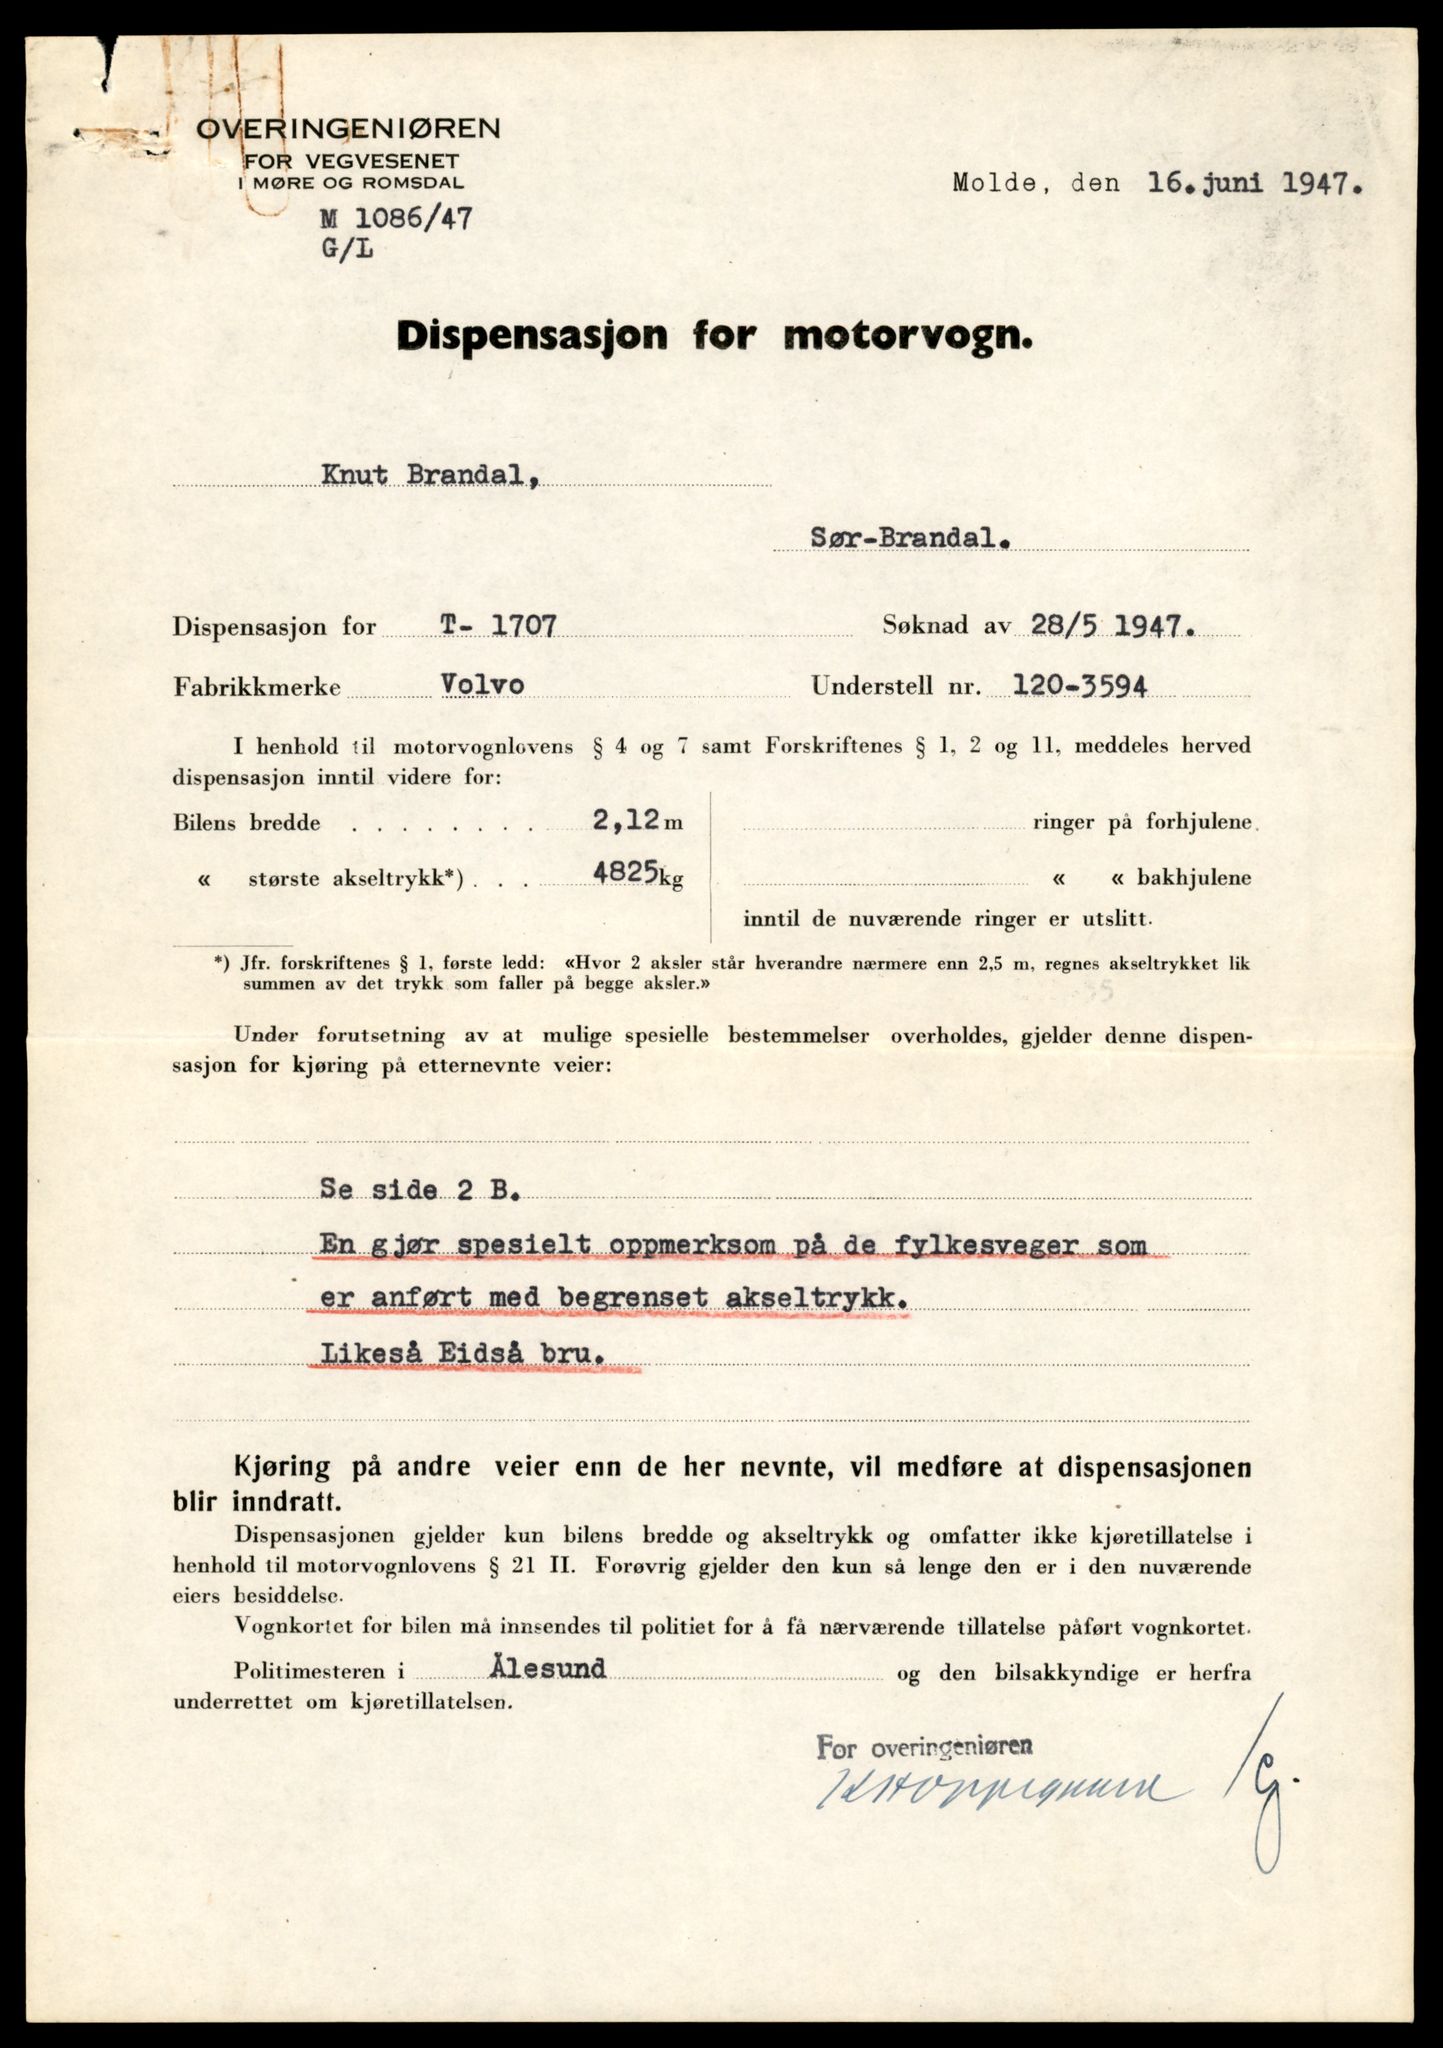 OVERINGENIØREN
FOR VEGVESENET
I MØRE OG ROMSDAL
M 1086/47
G/L
Molde, den 16.juni 1947.
Dispensasjon for motorvogn.
Knut Brandal,
Sør-Brandal.
Dispensasjon for T- 1707 Søknad av 28/5 1947.
Fabrikkmerke Volvo Understell nr. 120-3594
I henhold til motorvognlovens § 4 og 7 samt Forskriftenes § 1, 2 og 11, meddeles herved
dispensasjon inntil videre for:
Bilens bredde . . . . . . . . 2,12 m ringer på forhjulene.
« største akseltrykk*) . . . 4825 kg « « bakhjulene
inntil de nuværende ringer er utslitt.
*) Jfr. forskriftenes § 1, første ledd: «Hvor 2 aksler står hverandre nærmere enn 2,5 m, regnes akseltrykket lik
summen av det trykk som faller på begge aksler.»
Under forutsetning av at mulige spesielle bestemmelser overholdes, gjelder denne dispen-
sasjon for kjøring på etternevnte veier:
Se side 2 B.
En gjør spesielt oppmerksom på de fylkesveger som
er anført med begrenset akseltrykk.
Likeså Eidså bru.
Kjøring på andre veier enn de her nevnte, vil medføre at dispensasjonen
blir inndratt.
Dispensasjonen gjelder kun bilens bredde og akseltrykk og omfatter ikke kjøretillatelse i
henhold til motorvognlovens § 21 II. Forøvrig gjelder den kun så lenge den er i den nuværende
eiers besiddelse.
Vognkortet for bilen må innsendes til politiet for å få nærværende tillatelse påført vognkortet.
Politimesteren i Ålesund og den bilsakkyndige er herfra
underrettet om kjøretillatelsen.
For overingeniøren